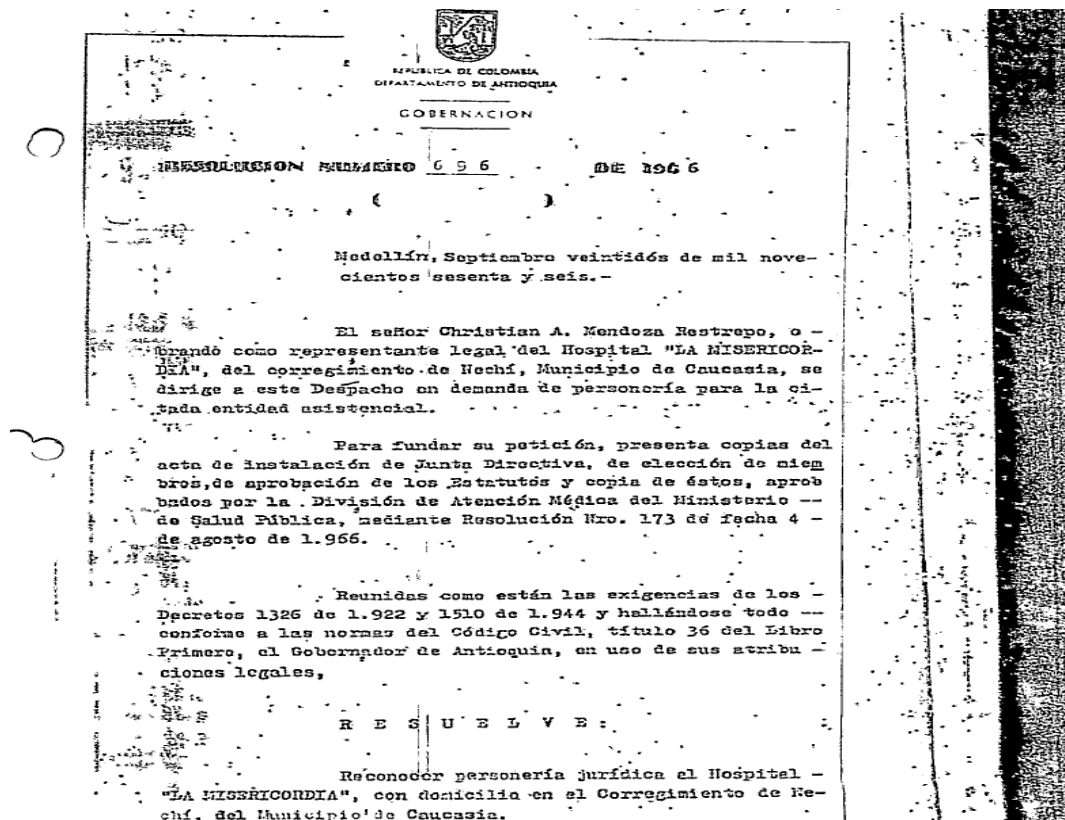 REPUBLICA DE COLOMBIA
DEPARTAMENTO DE ANTIOQUIA
GOBERNACION
RESOLUCION NUMERO 696 DE 1966
( )
Medellín, Septiembre veintidós de mil nove-
cientos sesenta y seis.-
El señor Christian A. Mendoza Restrepo, o -
brando como representante legal del Hospital "LA MISERICOR-
DIA", del corregimiento de Nechí, Municipio de Caucasia, se
dirige a este Despacho en demanda de personería para la ci-
tada entidad asistencial.
Para fundar su petición, presenta copias del
acta de instalación de Junta Directiva, de elección de miem
bros, de aprobación de los Estatutos y copia de éstos, aprob
bados por la División de Atención Médica del Ministerio --
de Salud Pública, mediante Resolución Nro. 173 de fecha 4 -
de agosto de 1.966.
Reunidas como están las exigencias de los -
Decretos 1326 de 1.922 y 1510 de 1.944 y hallándose todo --
conforme a las normas del Código Civil, título 36 del Libro
Primero, el Gobernador de Antioquia, en uso de sus atribu -
ciones legales,
R E S U E L V E :
Reconocer personería jurídica al Hospital -
"LA MISERICORDIA", con domicilio en el Corregimiento de Ne-
chí, del Municipio de Caucasia.